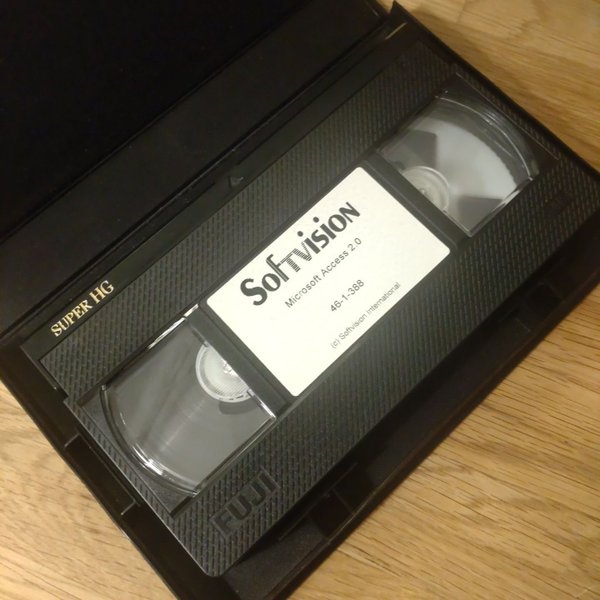 SUPER HG
Softvision
Microsoft Access 2.0
46-1-388
(c) Softvision International.
FUJI